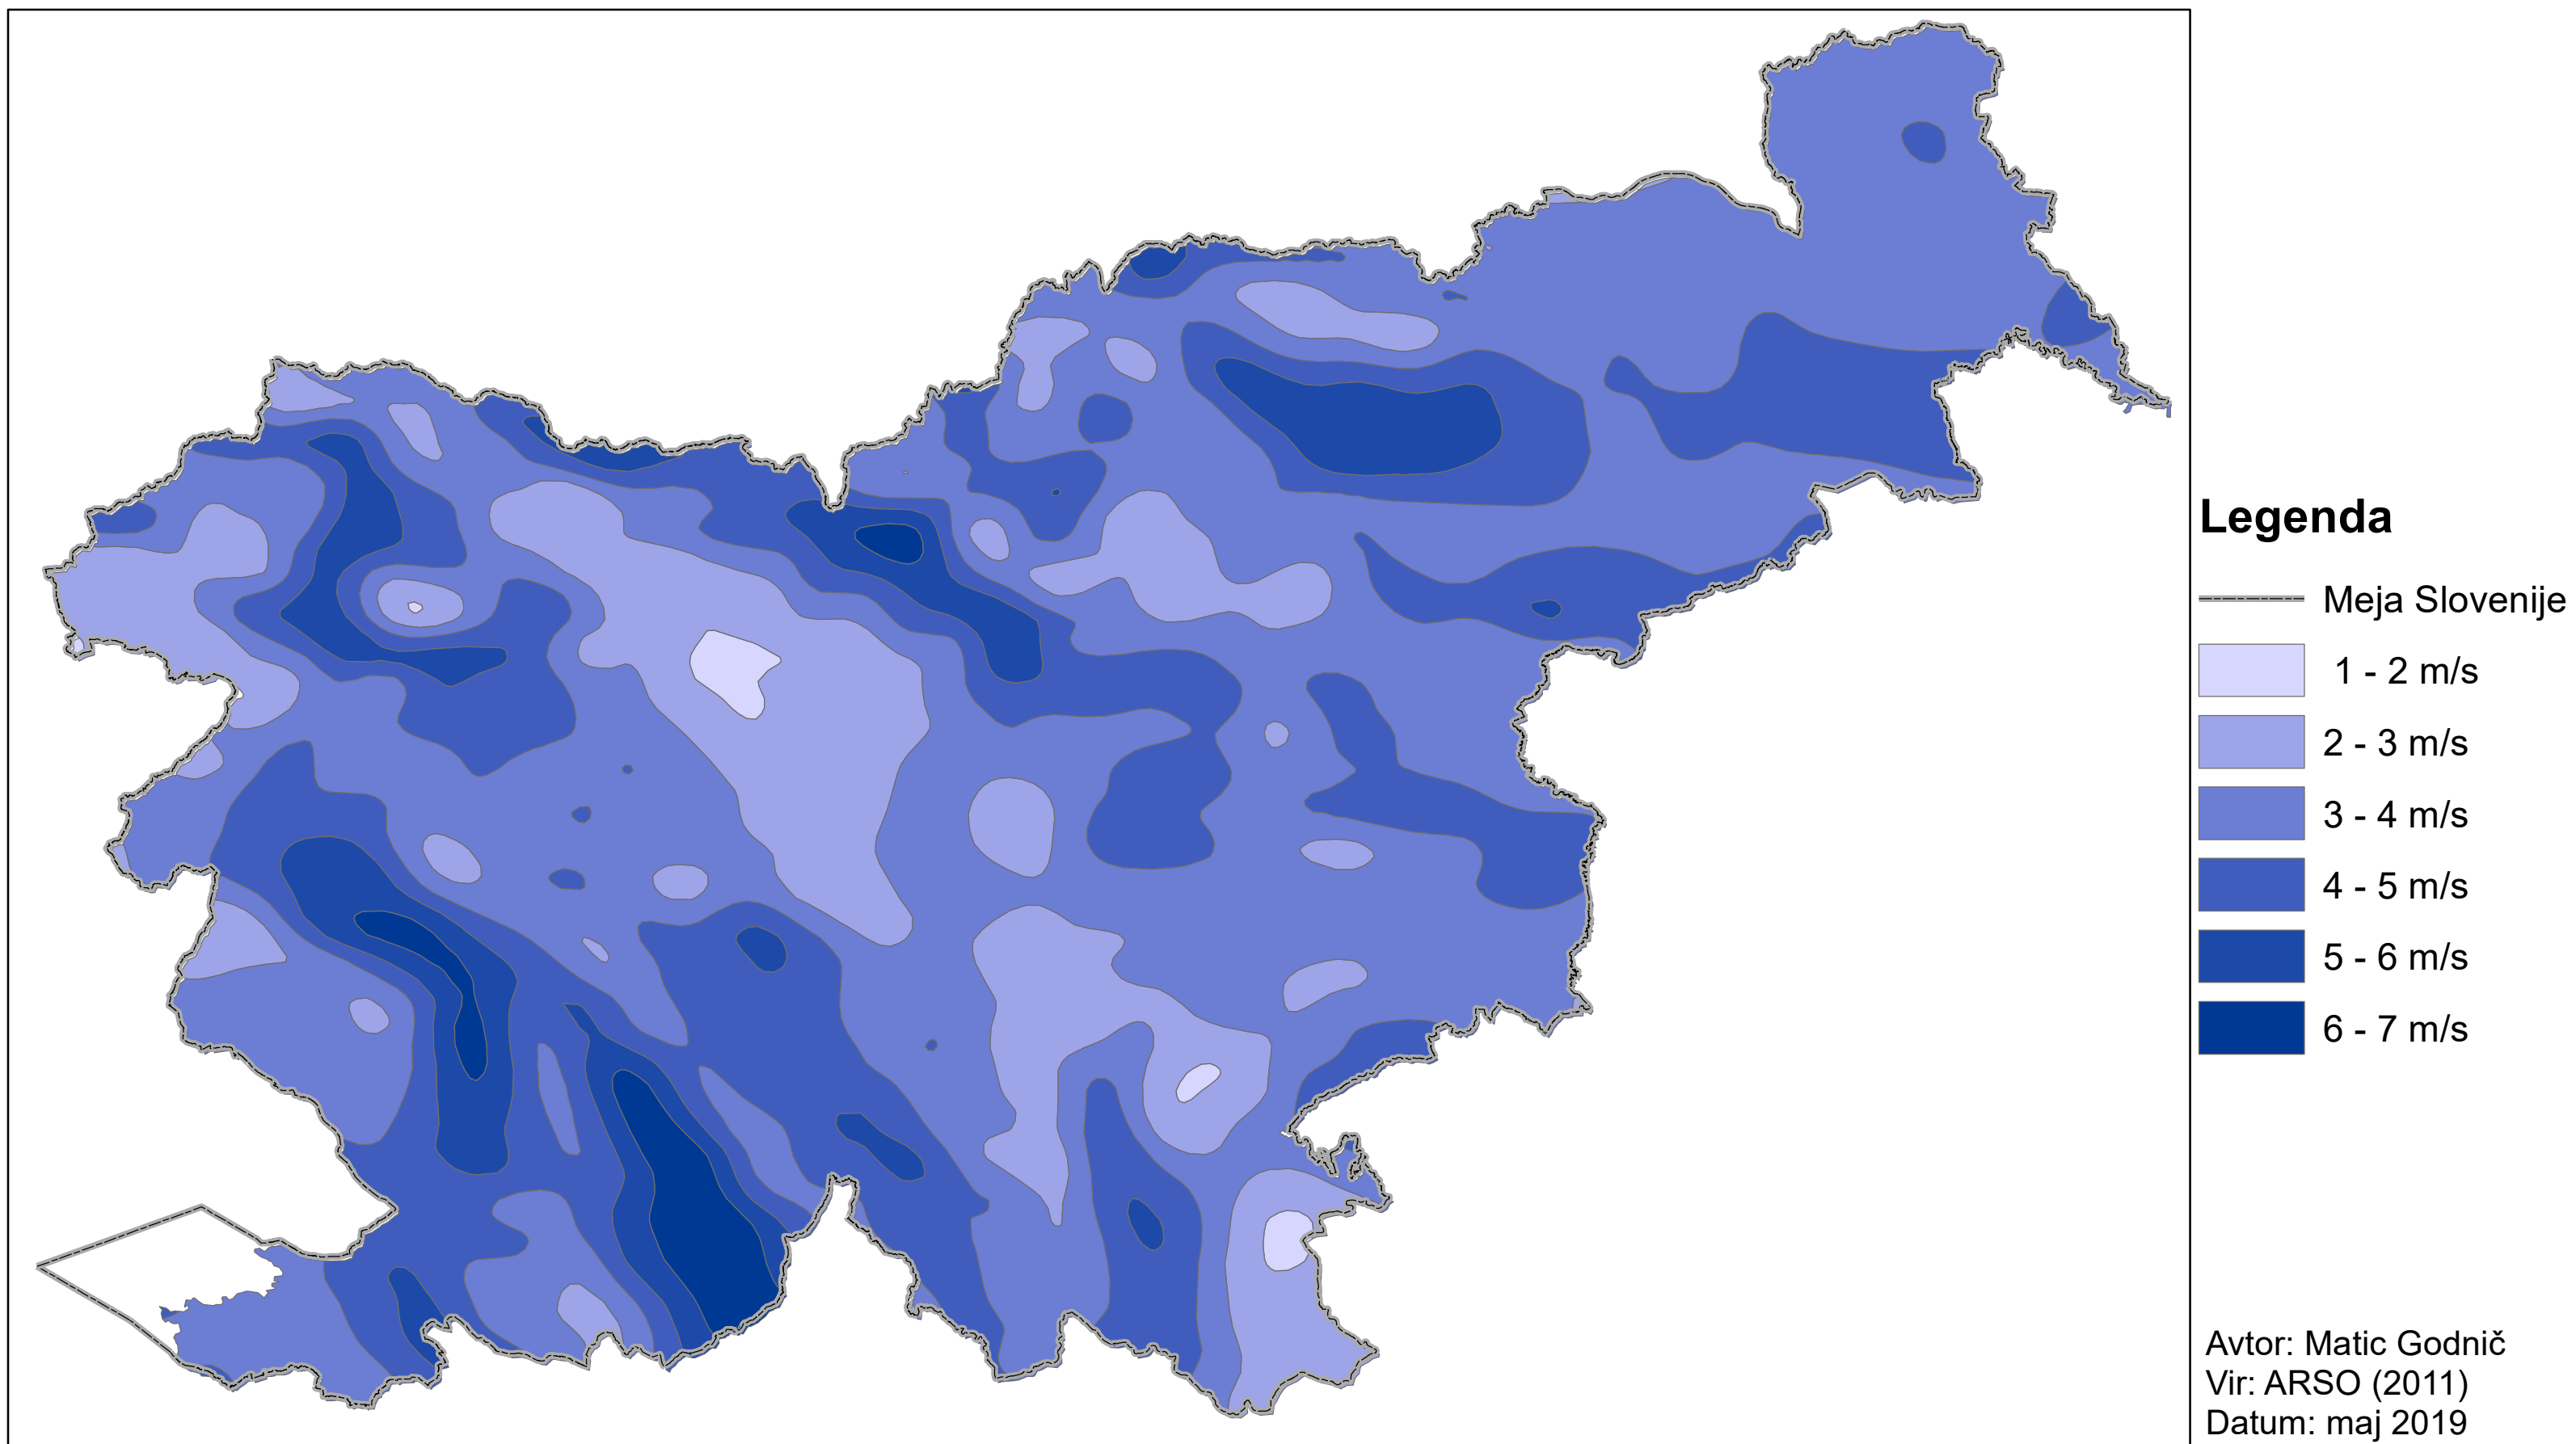 Legenda
Meja Slovenije
1 - 2 m/s
2 - 3 m/s
3 - 4 m/s
4 - 5 m/s
5 - 6 m/s
6 - 7 m/s
Avtor: Matic Godnič
Vir: ARSO (2011)
Datum: maj 2019